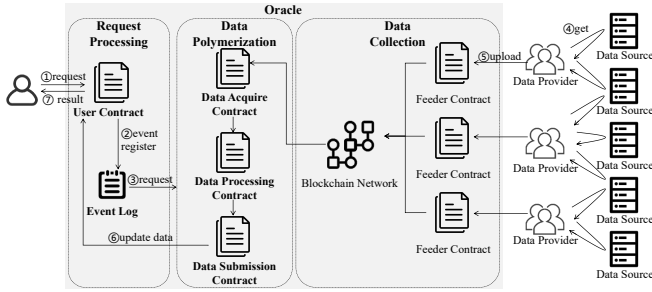 Oracle
Request
Processing
Data
Polymerization
Data
Collection
①request
⑦ result
User Contract
②event
register
③request
Event Log
⑥update data
Data Acquire
Contract
Data Processing
Contract
Data Submission
Contract
Blockchain Network
Feeder Contract
Feeder Contract
Feeder Contract
⑤upload
④get
Data Provider
Data Provider
Data Provider
Data Source
Data Source
Data Source
Data Source
Data Source